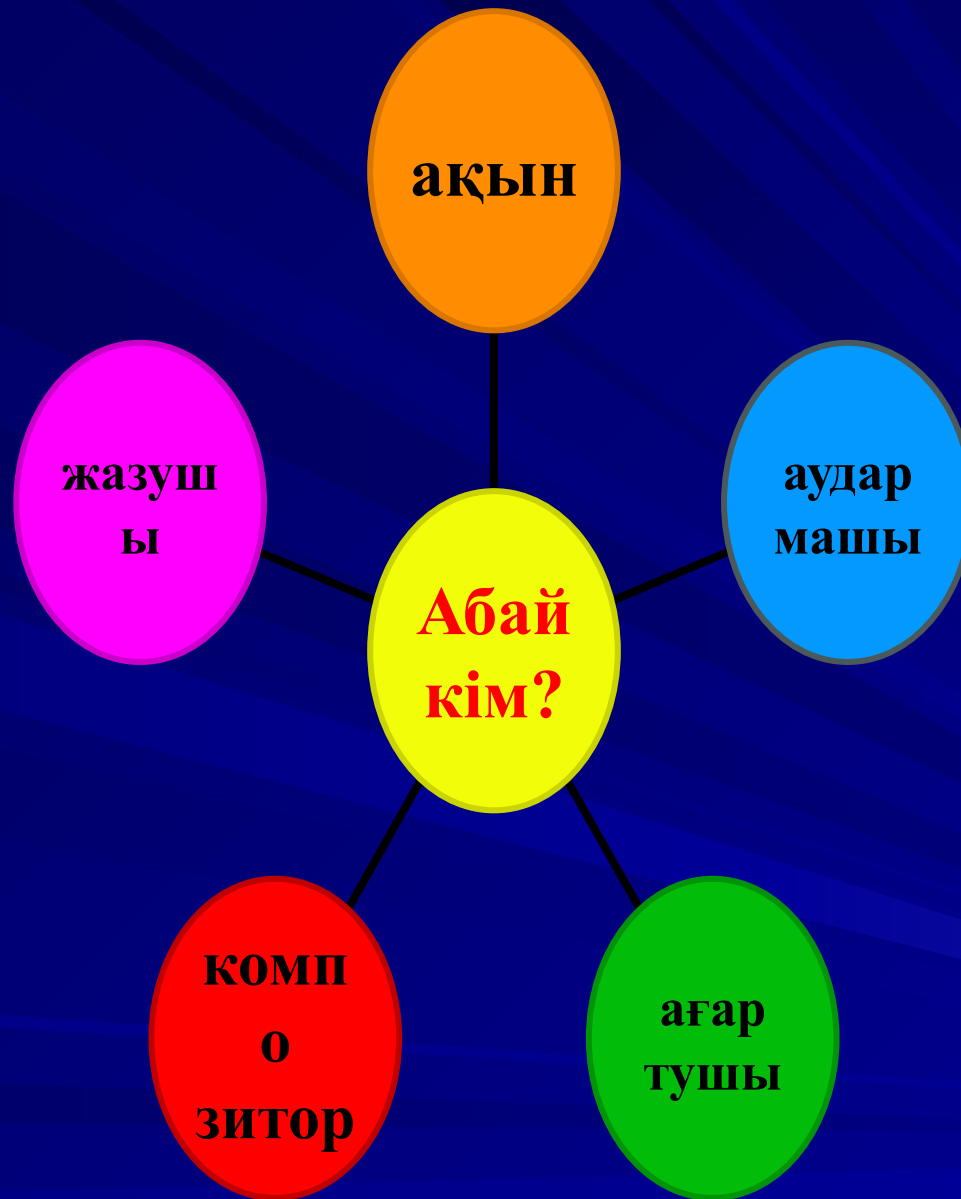 ақын
жазуш
ы
аудар
машы
Абай
кім?
комп
о
зитор
ағар
тушы